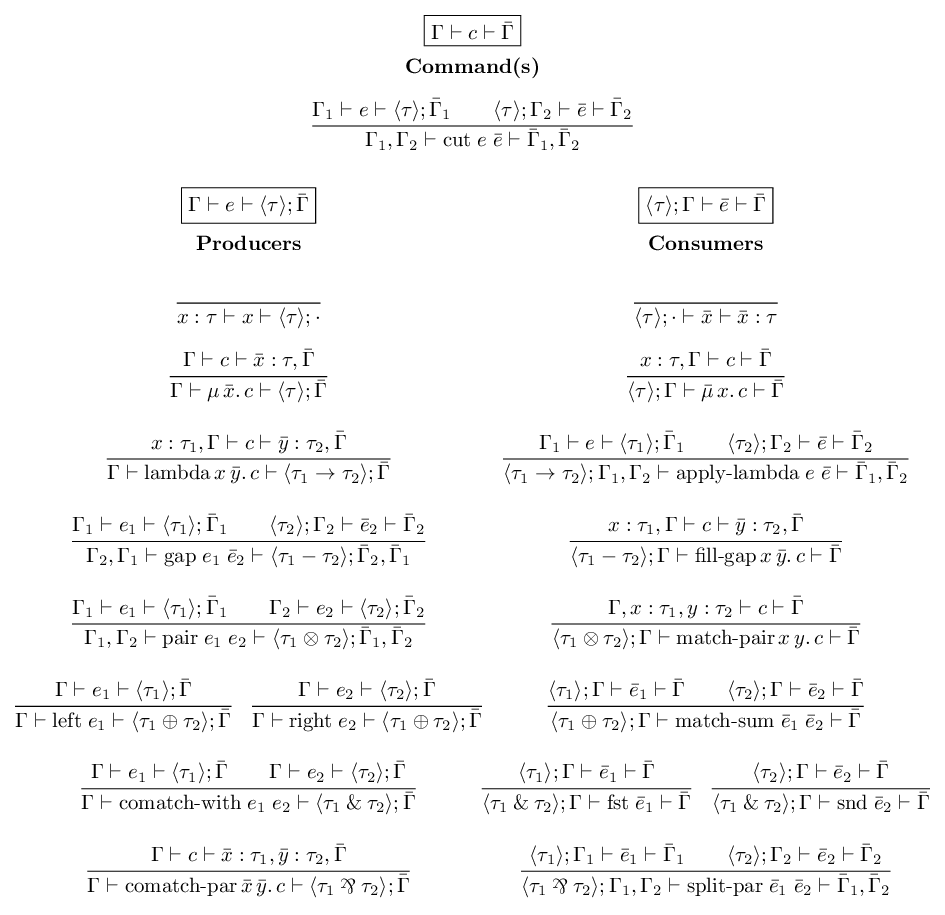 Γ ⊢ c ⊢ Γ̄
Command(s)
Γ₁ ⊢ e ⊢ ⟨τ⟩; Γ̄₁  ⟨τ⟩; Γ₂ ⊢ ē ⊢ Γ̄₂
Γ₁, Γ₂ ⊢ cut e ē ⊢ Γ̄₁, Γ̄₂
Γ ⊢ e ⊢ ⟨τ⟩; Γ̄
Producers
⟨τ⟩; Γ ⊢ ē ⊢ Γ̄
Consumers
x : τ ⊢ x ⊢ ⟨τ⟩; ·
⟨τ⟩; · ⊢ x̄ ⊢ x̄ : τ
Γ ⊢ c ⊢ x̄ : τ, Γ̄
Γ ⊢ μ x̄. c ⊢ ⟨τ⟩; Γ̄
x : τ, Γ ⊢ c ⊢ Γ̄
⟨τ⟩; Γ ⊢ μ̄ x. c ⊢ Γ̄
x : τ₁, Γ ⊢ c ⊢ ȳ : τ₂, Γ̄
Γ ⊢ lambda x ȳ. c ⊢ ⟨τ₁ → τ₂⟩; Γ̄
Γ₁ ⊢ e ⊢ ⟨τ₁⟩; Γ̄₁  ⟨τ₂⟩; Γ₂ ⊢ ē ⊢ Γ̄₂
⟨τ₁ → τ₂⟩; Γ₁, Γ₂ ⊢ apply-lambda e ē ⊢ Γ̄₁, Γ̄₂
Γ₁ ⊢ e₁ ⊢ ⟨τ₁⟩; Γ̄₁  ⟨τ₂⟩; Γ₂ ⊢ ē₂ ⊢ Γ̄₂
Γ₂, Γ₁ ⊢ gap e₁ ē₂ ⊢ ⟨τ₁ − τ₂⟩; Γ̄₂, Γ̄₁
x : τ₁, Γ ⊢ c ⊢ ȳ : τ₂, Γ̄
⟨τ₁ − τ₂⟩; Γ ⊢ fill-gap x ȳ. c ⊢ Γ̄
Γ₁ ⊢ e₁ ⊢ ⟨τ₁⟩; Γ̄₁  Γ₂ ⊢ e₂ ⊢ ⟨τ₂⟩; Γ̄₂
Γ₁, Γ₂ ⊢ pair e₁ e₂ ⊢ ⟨τ₁ ⊗ τ₂⟩; Γ̄₁, Γ̄₂
Γ, x : τ₁, y : τ₂ ⊢ c ⊢ Γ̄
⟨τ₁ ⊗ τ₂⟩; Γ ⊢ match-pair x y. c ⊢ Γ̄
Γ ⊢ e₁ ⊢ ⟨τ₁⟩; Γ̄
Γ ⊢ left e₁ ⊢ ⟨τ₁ ⊕ τ₂⟩; Γ̄
Γ ⊢ e₂ ⊢ ⟨τ₂⟩; Γ̄
Γ ⊢ right e₂ ⊢ ⟨τ₁ ⊕ τ₂⟩; Γ̄
⟨τ₁⟩; Γ ⊢ ē₁ ⊢ Γ̄  ⟨τ₂⟩; Γ ⊢ ē₂ ⊢ Γ̄
⟨τ₁ ⊕ τ₂⟩; Γ ⊢ match-sum ē₁ ē₂ ⊢ Γ̄
Γ ⊢ e₁ ⊢ ⟨τ₁⟩; Γ̄  Γ ⊢ e₂ ⊢ ⟨τ₂⟩; Γ̄
Γ ⊢ comatch-with e₁ e₂ ⊢ ⟨τ₁ & τ₂⟩; Γ̄
⟨τ₁⟩; Γ ⊢ ē₁ ⊢ Γ̄
⟨τ₁ & τ₂⟩; Γ ⊢ fst ē₁ ⊢ Γ̄
⟨τ₂⟩; Γ ⊢ ē₂ ⊢ Γ̄
⟨τ₁ & τ₂⟩; Γ ⊢ snd ē₂ ⊢ Γ̄
Γ ⊢ c ⊢ x̄ : τ₁, ȳ : τ₂, Γ̄
Γ ⊢ comatch-par x̄ ȳ. c ⊢ ⟨τ₁ ⅋ τ₂⟩; Γ̄
⟨τ₁⟩; Γ₁ ⊢ ē₁ ⊢ Γ̄₁  ⟨τ₂⟩; Γ₂ ⊢ ē₂ ⊢ Γ̄₂
⟨τ₁ ⅋ τ₂⟩; Γ₁, Γ₂ ⊢ split-par ē₁ ē₂ ⊢ Γ̄₁, Γ̄₂